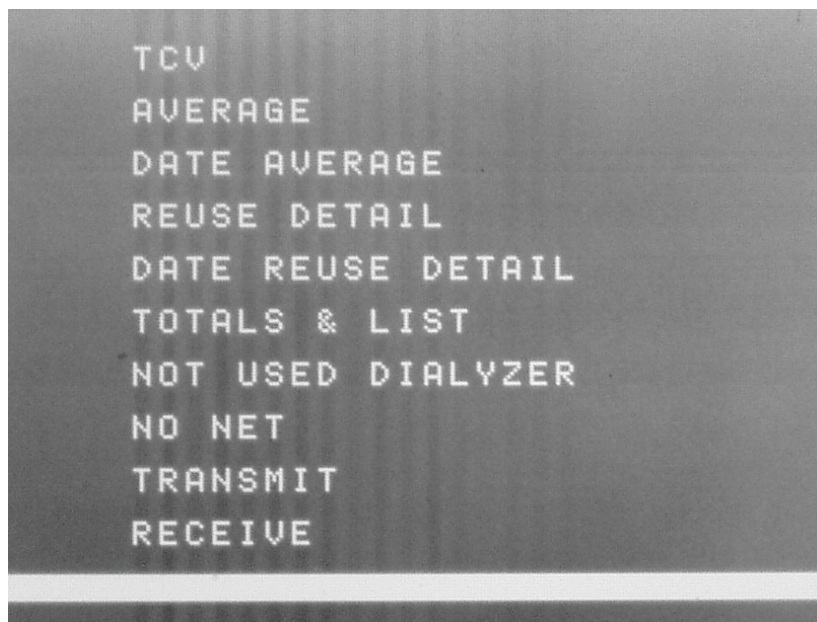 TCV
AVERAGE
DATE AVERAGE
REUSE DETAIL
DATE REUSE DETAIL
TOTALS & LIST
NOT USED DIALYZER
NO NET
TRANSMIT
RECEIVE